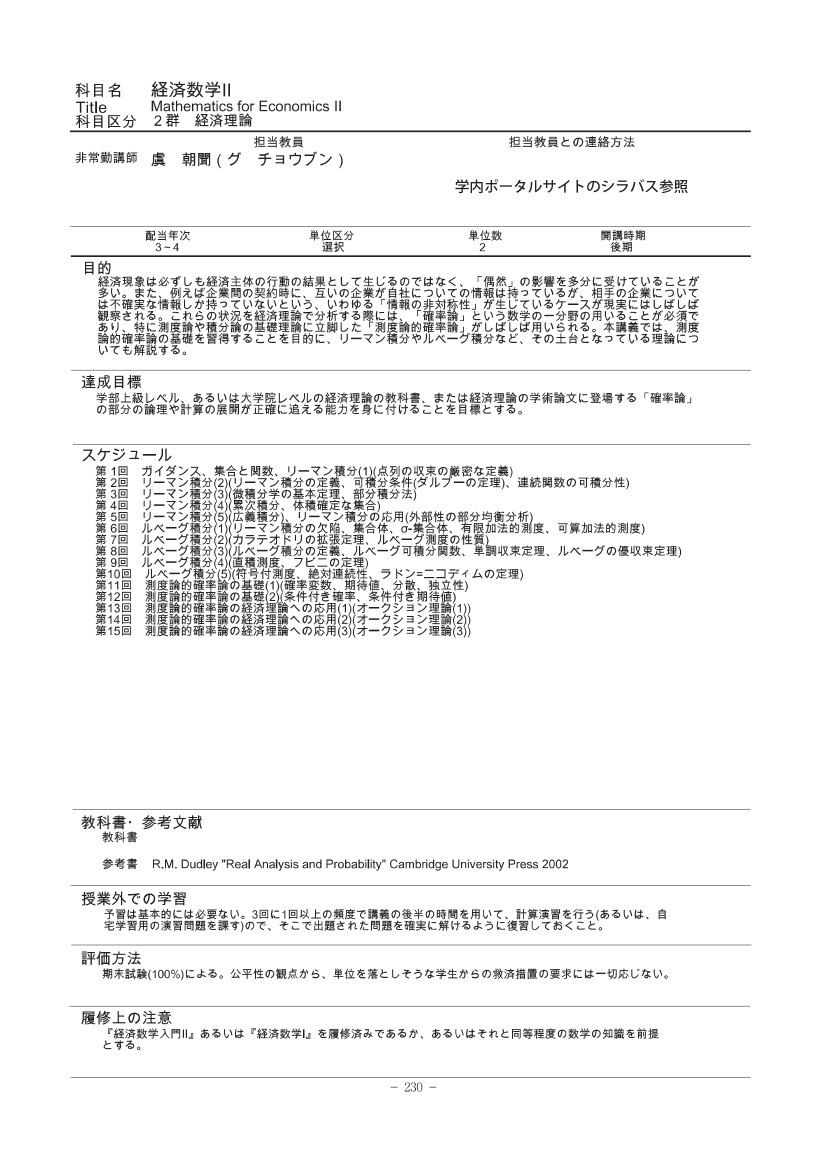 科目名　経済数学II
Title　Mathematics for Economics II
科目区分　２群　経済理論
担当教員　担当教員との連絡方法
非常勤講師　虞　朝聞 ( グ　チョウブン )
学内ポータルサイトのシラバス参照
配当年次　単位区分　単位数　開講時期
3～4　選択　2　後期
目的
経済現象は必ずしも経済主体の行動の結果として生じるのではなく、「偶然」の影響を多分に受けていることが
多い。また、例えば企業間の契約時に、互いの企業が自社についての情報は持っているが、相手の企業について
は不確実な情報しか持っていないという、いわゆる「情報の非対称性」が生じているケースが現実にはしばしば
観察される。これらの状況を経済理論で分析する際には、「確率論」という数学の一分野の用いることが必須で
あり、特に測度論や積分論の基礎理論に立脚した「測度論的確率論」がしばしば用いられる。本講義では、測度
論的確率論の基礎を習得することを目的に、リーマン積分やルベーグ積分など、その土台となっている理論につ
いても解説する。
達成目標
学部上級レベル、あるいは大学院レベルの経済理論の教科書、または経済理論の学術論文に登場する「確率論」
の部分の論理や計算の展開が正確に追える能力を身に付けることを目標とする。
スケジュール
第 1回　ガイダンス、集合と関数、リーマン積分(1)(点列の収束の厳密な定義)
第 2回　リーマン積分(2)(リーマン積分の定義、可積分条件(ダルブーの定理)、連続関数の可積分性)
第 3回　リーマン積分(3)(微積分学の基本定理、部分積分法)
第 4回　リーマン積分(4)(累次積分、体積確定な集合)
第 5回　リーマン積分(5)(広義積分)、リーマン積分の応用(外部性の部分均衡分析)
第 6回　ルベーグ積分(1)(リーマン積分の欠陥、集合体、σ-集合体、有限加法的測度、可算加法的測度)
第 7回　ルベーグ積分(2)(カラテオドリの拡張定理、ルベーグ測度の性質)
第 8回　ルベーグ積分(3)(ルベーグ積分の定義、ルベーグ可積分関数、単調収束定理、ルベーグの優収束定理)
第 9回　ルベーグ積分(4)(直積測度、フビニの定理)
第10回　ルベーグ積分(5)(符号付測度、絶対連続性、ラドン=ニコディムの定理)
第11回　測度論的確率論の基礎(1)(確率変数、期待値、分散、独立性)
第12回　測度論的確率論の基礎(2)(条件付き確率、条件付き期待値)
第13回　測度論的確率論の経済理論への応用(1)(オークション理論(1))
第14回　測度論的確率論の経済理論への応用(2)(オークション理論(2))
第15回　測度論的確率論の経済理論への応用(3)(オークション理論(3))
教科書・参考文献
教科書
参考書　R.M. Dudley "Real Analysis and Probability" Cambridge University Press 2002
授業外での学習
予習は基本的には必要ない。3回に1回以上の頻度で講義の後半の時間を用いて、計算演習を行う(あるいは、自
宅学習用の演習問題を課す)ので、そこで出題された問題を確実に解けるように復習しておくこと。
評価方法
期末試験(100%)による。公平性の観点から、単位を落としそうな学生からの救済措置の要求には一切応じない。
履修上の注意
『経済数学入門II』あるいは『経済数学I』を履修済みであるか、あるいはそれと同等程度の数学の知識を前提
とする。
− 230 −